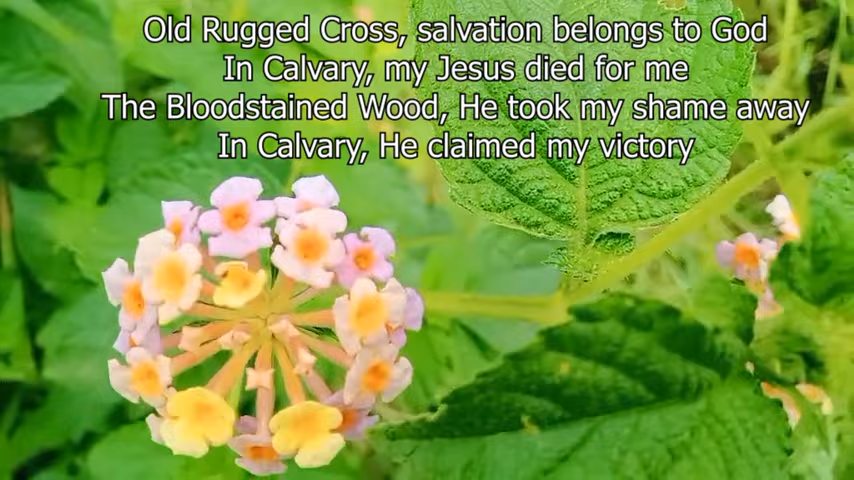 Old Rugged Cross, salvation belongs to God
In Calvary, my Jesus died for me
The Bloodstained Wood, He took my shame away
In Calvary, He claimed my victory